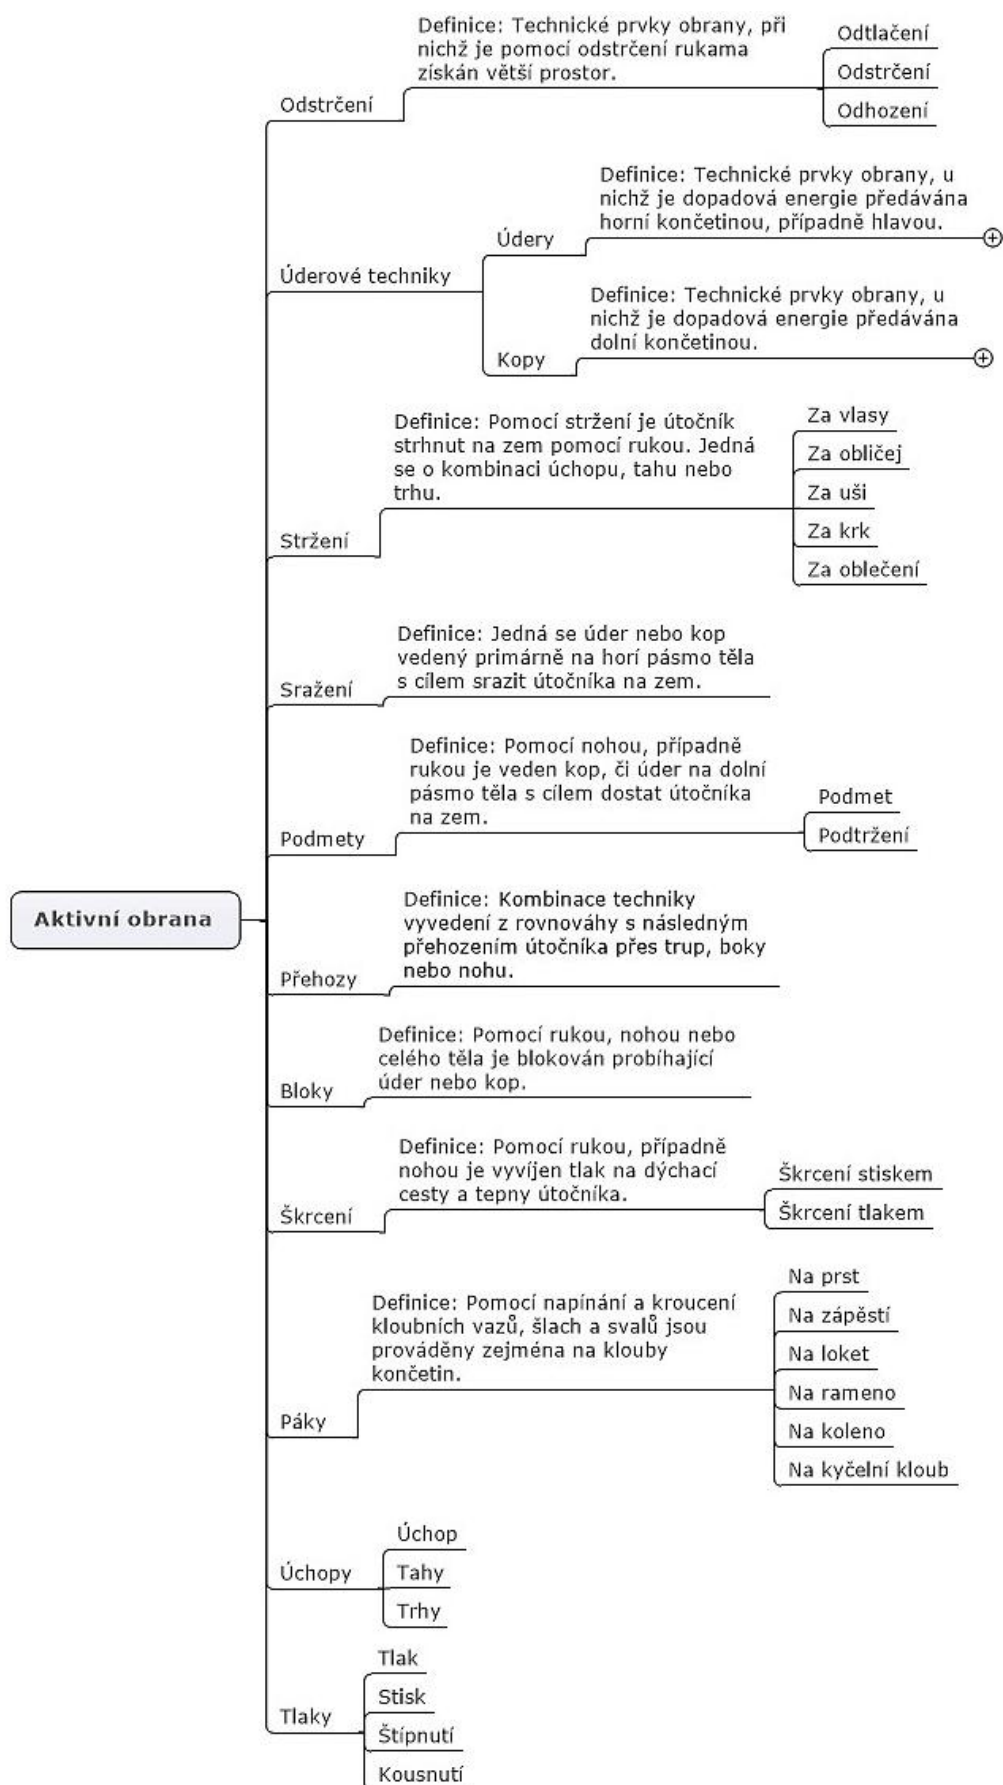 Aktivní obrana
Odstrčení
Definice: Technické prvky obrany, při
nichž je pomocí odstrčení rukama
získán větší prostor.
Odtlačení
Odstrčení
Odhození
Úderové techniky
Údery
Definice: Technické prvky obrany, u
nichž je dopadová energie předávána
horní končetinou, případně hlavou.
Kopy
Definice: Technické prvky obrany, u
nichž je dopadová energie předávána
dolní končetinou.
Stržení
Definice: Pomocí stržení je útočník
strhnut na zem pomocí rukou. Jedná
se o kombinaci úchopu, tahu nebo
trhu.
Za vlasy
Za obličej
Za uši
Za krk
Za oblečení
Sražení
Definice: Jedná se úder nebo kop
vedený primárně na horí pásmo těla
s cílem srazit útočníka na zem.
Podmety
Definice: Pomocí nohou, případně
rukou je veden kop, či úder na dolní
pásmo těla s cílem dostat útočníka
na zem.
Podmet
Podtržení
Přehozy
Definice: Kombinace techniky
vyvedení z rovnováhy s následným
přehozením útočníka přes trup, boky
nebo nohu.
Bloky
Definice: Pomocí rukou, nohou nebo
celého těla je blokován probíhající
úder nebo kop.
Škrcení
Definice: Pomocí rukou, případně
nohou je vyvíjen tlak na dýchací
cesty a tepny útočníka.
Škrcení stiskem
Škrcení tlakem
Páky
Definice: Pomocí napínání a kroucení
kloubních vazů, šlach a svalů jsou
prováděny zejména na klouby
končetin.
Na prst
Na zápěstí
Na loket
Na rameno
Na koleno
Na kyčelní kloub
Úchopy
Úchop
Tahy
Trhy
Tlaky
Tlak
Stisk
Štípnutí
Kousnutí